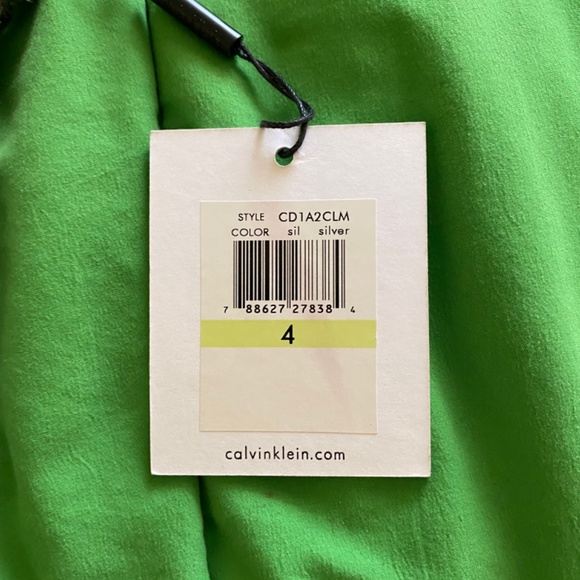 STYLE CD1A2CLM
COLOR sil silver
7 88627 27838 4
4
calvinklein.com